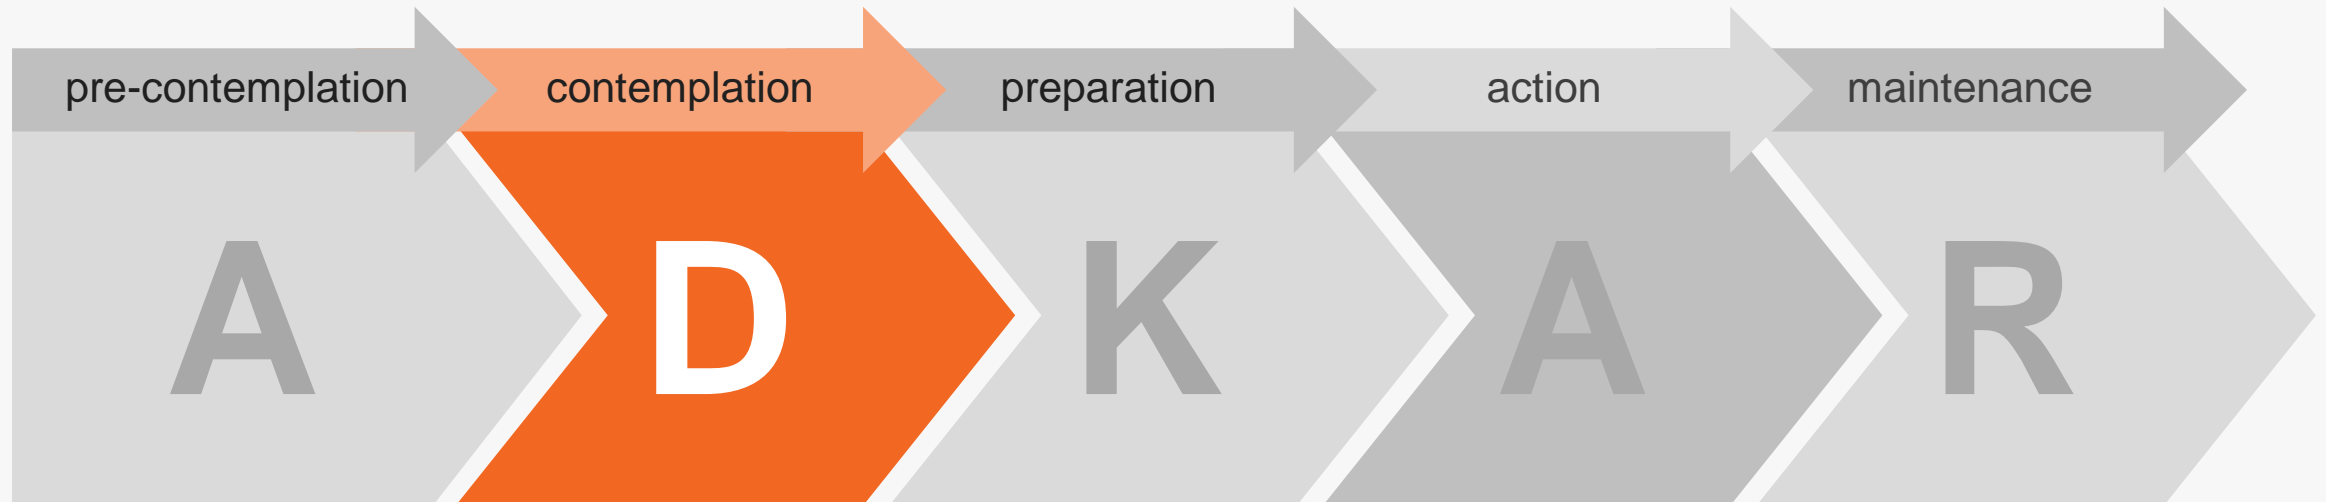 pre-contemplation contemplation preparation action maintenance
A D K A R